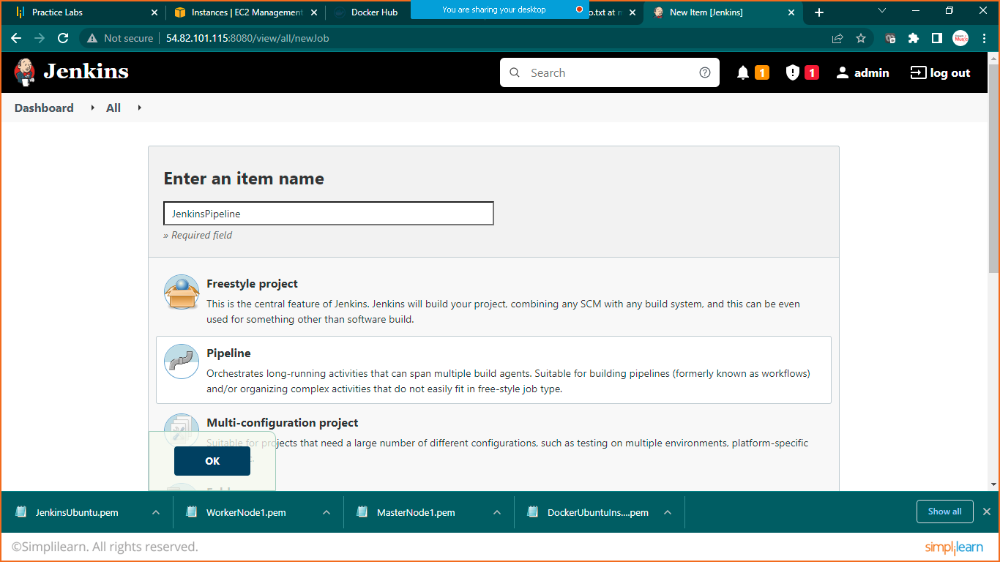 Practice Labs
Instances | EC2 Management
Docker Hub
You are sharing your desktop
o.txt at
New Item [Jenkins]
Not secure
54.82.101.115:8080/view/all/newJob
Jenkins
Search
1
1
admin
log out
Dashboard
All
Enter an item name
JenkinsPipeline
» Required field
Freestyle project
This is the central feature of Jenkins. Jenkins will build your project, combining any SCM with any build system, and this can be even
used for something other than software build.
Pipeline
Orchestrates long-running activities that can span multiple build agents. Suitable for building pipelines (formerly known as workflows)
and/or organizing complex activities that do not easily fit in free-style job type.
Multi-configuration project
Suitable for projects that need a large number of different configurations, such as testing on multiple environments, platform-specific
OK
JenkinsUbuntu.pem
WorkerNode1.pem
MasterNode1.pem
DockerUbuntuIns....pem
Show all
©Simplilearn. All rights reserved.
simplilearn